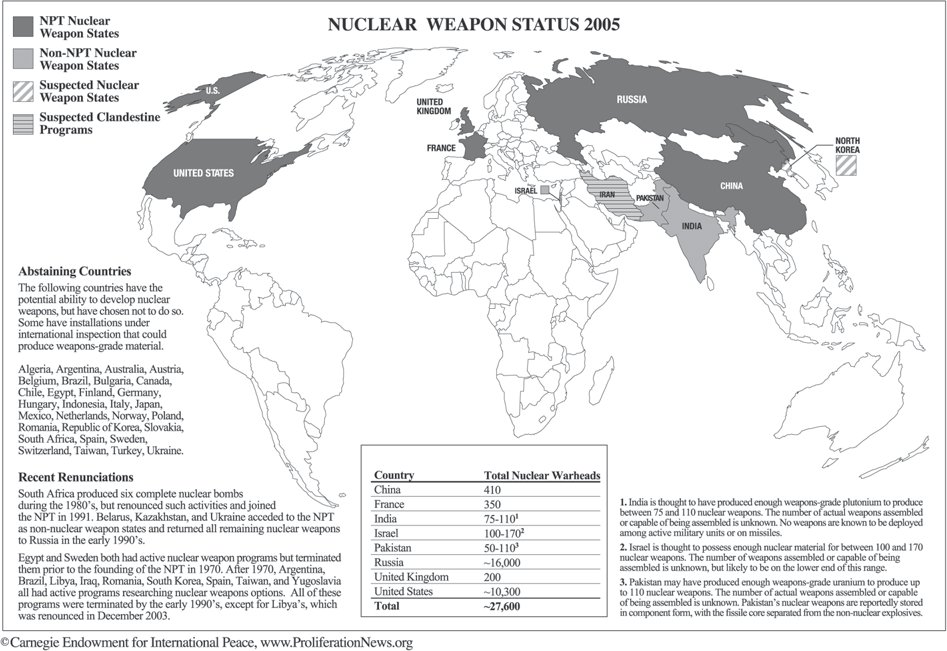 NUCLEAR WEAPON STATUS 2005
NPT Nuclear
Weapon States
Non-NPT Nuclear
Weapon States
Suspected Nuclear
Weapon States
Suspected Clandestine
Programs
U.S.
UNITED STATES
UNITED
KINGDOM
FRANCE
RUSSIA
NORTH
KOREA
CHINA
ISRAEL
IRAN
PAKISTAN
INDIA
Abstaining Countries
The following countries have the
potential ability to develop nuclear
weapons, but have chosen not to do so.
Some have installations under
international inspection that could
produce weapons-grade material.
Algeria, Argentina, Australia, Austria,
Belgium, Brazil, Bulgaria, Canada,
Chile, Egypt, Finland, Germany,
Hungary, Indonesia, Italy, Japan,
Mexico, Netherlands, Norway, Poland,
Romania, Republic of Korea, Slovakia,
South Africa, Spain, Sweden,
Switzerland, Taiwan, Turkey, Ukraine.
Recent Renunciations
South Africa produced six complete nuclear bombs
during the 1980's, but renounced such activities and joined
the NPT in 1991. Belarus, Kazakhstan, and Ukraine acceded to the NPT
as non-nuclear weapon states and returned all remaining nuclear weapons
to Russia in the early 1990's.
Egypt and Sweden both had active nuclear weapon programs but terminated
them prior to the founding of the NPT in 1970. After 1970, Argentina,
Brazil, Libya, Iraq, Romania, South Korea, Spain, Taiwan, and Yugoslavia
all had active programs researching nuclear weapons options. All of these
programs were terminated by the early 1990's, except for Libya's, which
was renounced in December 2003.
Country Total Nuclear Warheads
China 410
France 350
India 75-110¹
Israel 100-170²
Pakistan 50-110³
Russia ~16,000
United Kingdom 200
United States ~10,300
Total ~27,600
1. India is thought to have produced enough weapons-grade plutonium to produce
between 75 and 110 nuclear weapons. The number of actual weapons assembled
or capable of being assembled is unknown. No weapons are known to be deployed
among active military units or on missiles.
2. Israel is thought to possess enough nuclear material for between 100 and 170
nuclear weapons. The number of weapons assembled or capable of being
assembled is unknown, but likely to be on the lower end of this range.
3. Pakistan may have produced enough weapons-grade uranium to produce up
to 110 nuclear weapons. The number of actual weapons assembled or capable
of being assembled is unknown. Pakistan's nuclear weapons are reportedly stored
in component form, with the fissile core separated from the non-nuclear explosives.
©Carnegie Endowment for International Peace, www.ProliferationNews.org